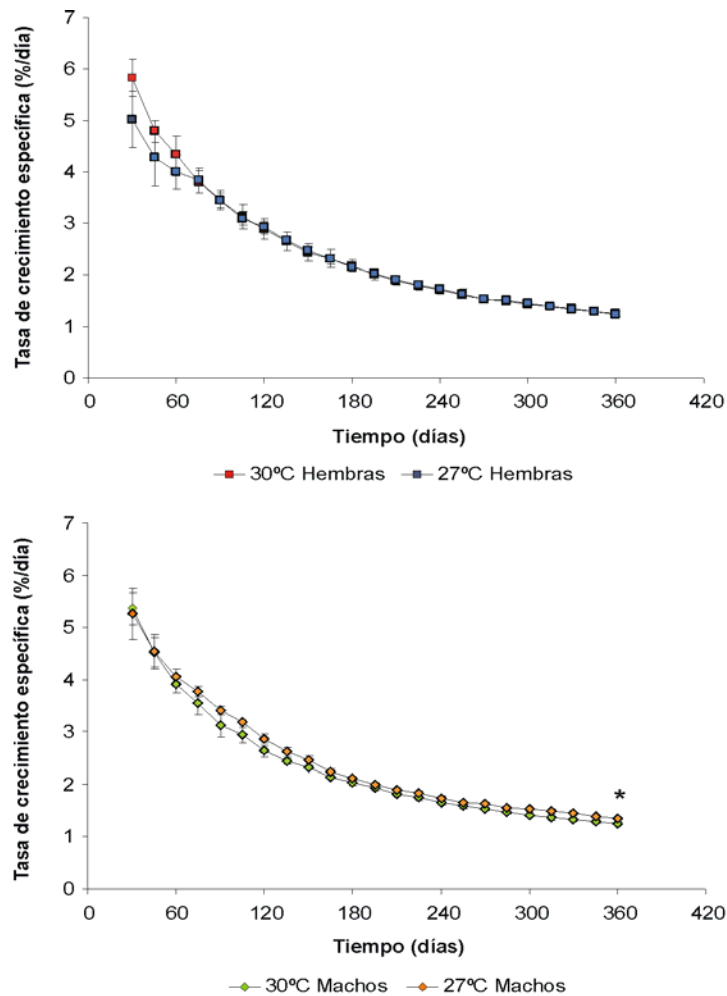 Tasa de crecimiento específica (%/día)
7
6
5
4
3
2
1
0
0 60 120 180 240 300 360 420
Tiempo (días)
30ºC Hembras 27ºC Hembras
Tasa de crecimiento específica (%/día)
7
6
5
4
3
2
1
0
*
0 60 120 180 240 300 360 420
Tiempo (días)
30ºC Machos 27ºC Machos